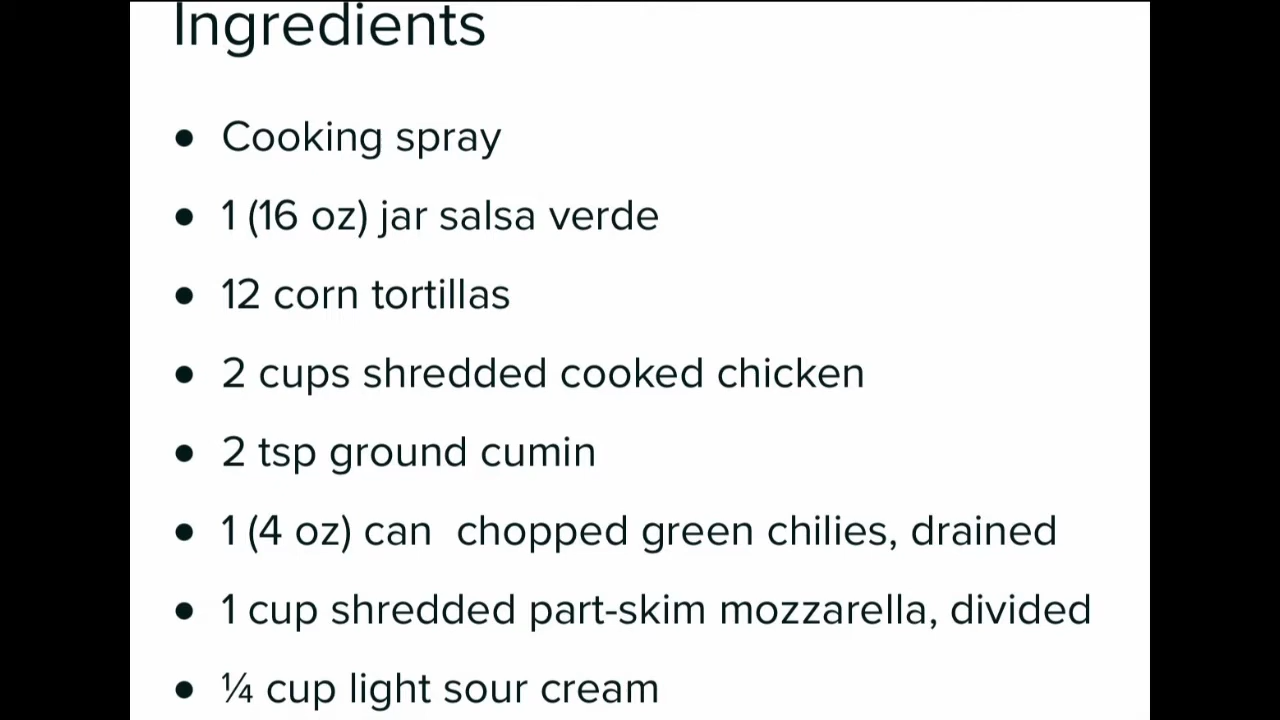 Ingredients
● Cooking spray
● 1 (16 oz) jar salsa verde
● 12 corn tortillas
● 2 cups shredded cooked chicken
● 2 tsp ground cumin
● 1 (4 oz) can  chopped green chilies, drained
● 1 cup shredded part-skim mozzarella, divided
● ¼ cup light sour cream